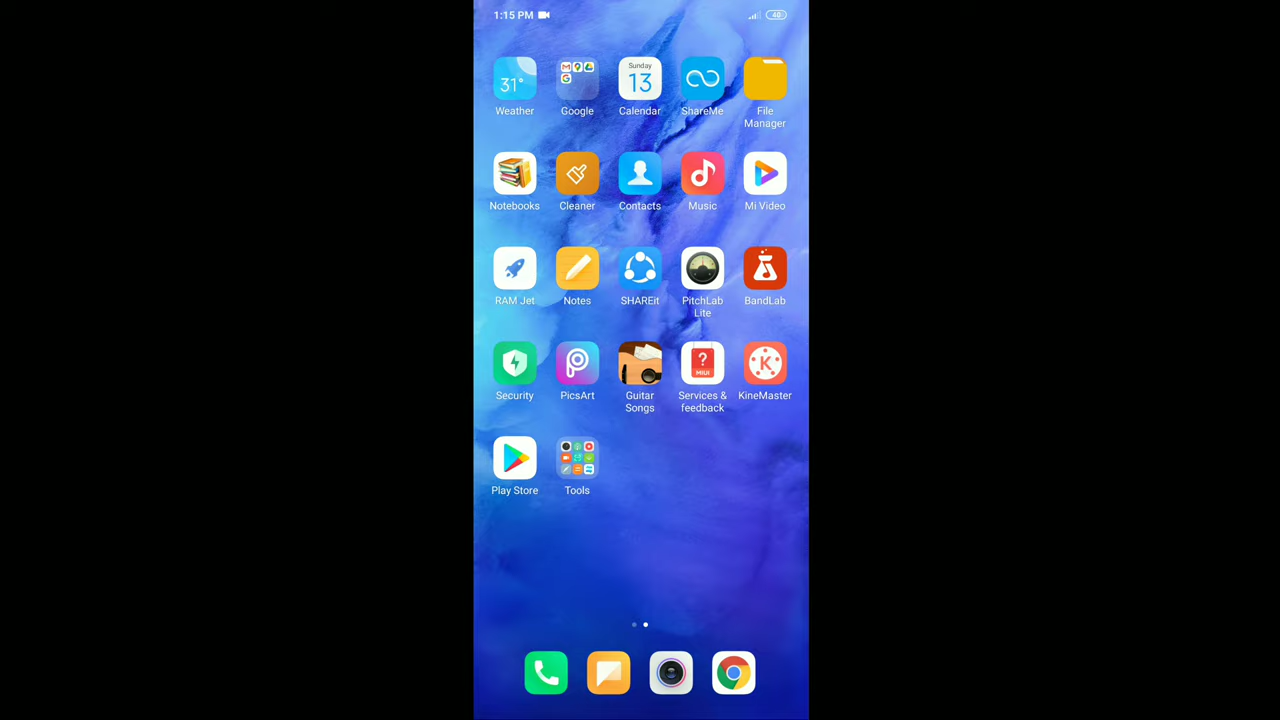 1:15 PM
40
Sunday
31°
13
Weather
Google
Calendar
ShareMe
File
Manager
Notebooks
Cleaner
Contacts
Music
Mi Video
RAM Jet
Notes
SHAREit
PitchLab
Lite
BandLab
?
MIUI
K
Security
PicsArt
Guitar
Songs
Services &
feedback
KineMaster
Play Store
Tools